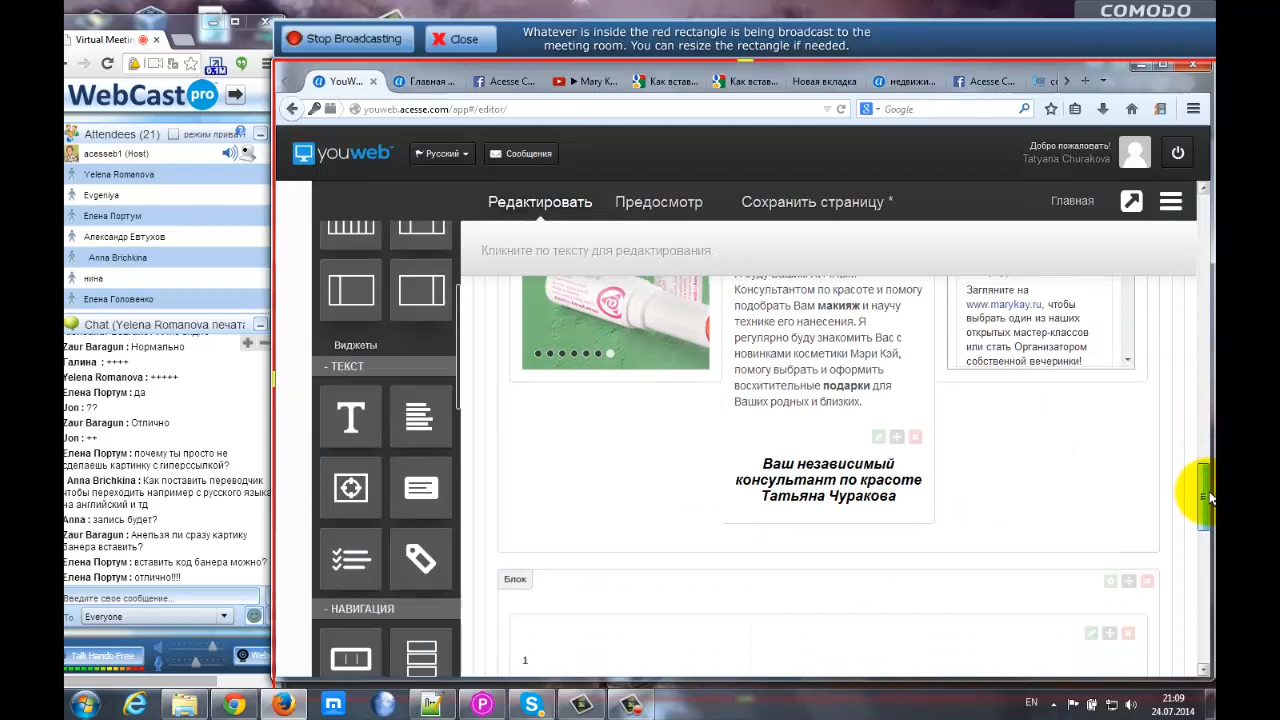 COMODO
Virtual Meeti
Stop Broadcasting
Close
Whatever is inside the red rectangle is being broadcast to the
meeting room. You can resize the rectangle if needed.
0.1M
WebCast pro
Attendees (21)
acesseb1 (Host)
Yelena Romanova
Evgeniya
Елена Портум
Александр Евтухов
Anna Brichkina
нина
Елена Головенко
Chat (Yelena Romanova печата
Zaur Baragun : Нормально
Галина : ++++
Yelena Romanova : +++++
Елена Портум : да
Jon : ??
Zaur Baragun : Отлично
Jon : ++
Елена Портум : почему ты просто не
сделаешь картинку с гиперссылкой?
Anna Brichkina : Как поставить переводчик
чтобы переходить например с русского языка
на английский и тд
Anna : запись будет?
Zaur Baragun : Анельзя ли сразу картику
банера вставить?
Елена Портум : вставить код банера можно?
Елена Портум : отлично!!!!
Введите свое сообщение...
To
Everyone
Talk Hands-Free
Web
YouW...
Главная ...
Acesse C...
Mary K...
Как встав...
Как встав...
Новая вкладка
недвижи...
Acesse C...
youweb.acesse.com/app#/editor/
Google
youweb
Русский
Сообщения
Добро пожаловать!
Tatyana Churakova
Редактировать
Предосмотр
Сохранить страницу *
Главная
Кликните по тексту для редактирования.
Виджеты
- ТЕКСТ
- НАВИГАЦИЯ
Консультантом по красоте и помогу
подобрать Вам макияж и научу
технике его нанесения. Я
регулярно буду знакомить Вас с
новинками косметики Мэри Кэй,
помогу выбрать и оформить
восхитительные подарки для
Ваших родных и близких.
Ваш независимый
консультант по красоте
Татьяна Чуракова
Загляните на
www.marykay.ru, чтобы
выбрать один из наших
открытых мастер-классов
или стать Организатором
собственной вечеринки!
Блок
1
EN
21:09
24.07.2014